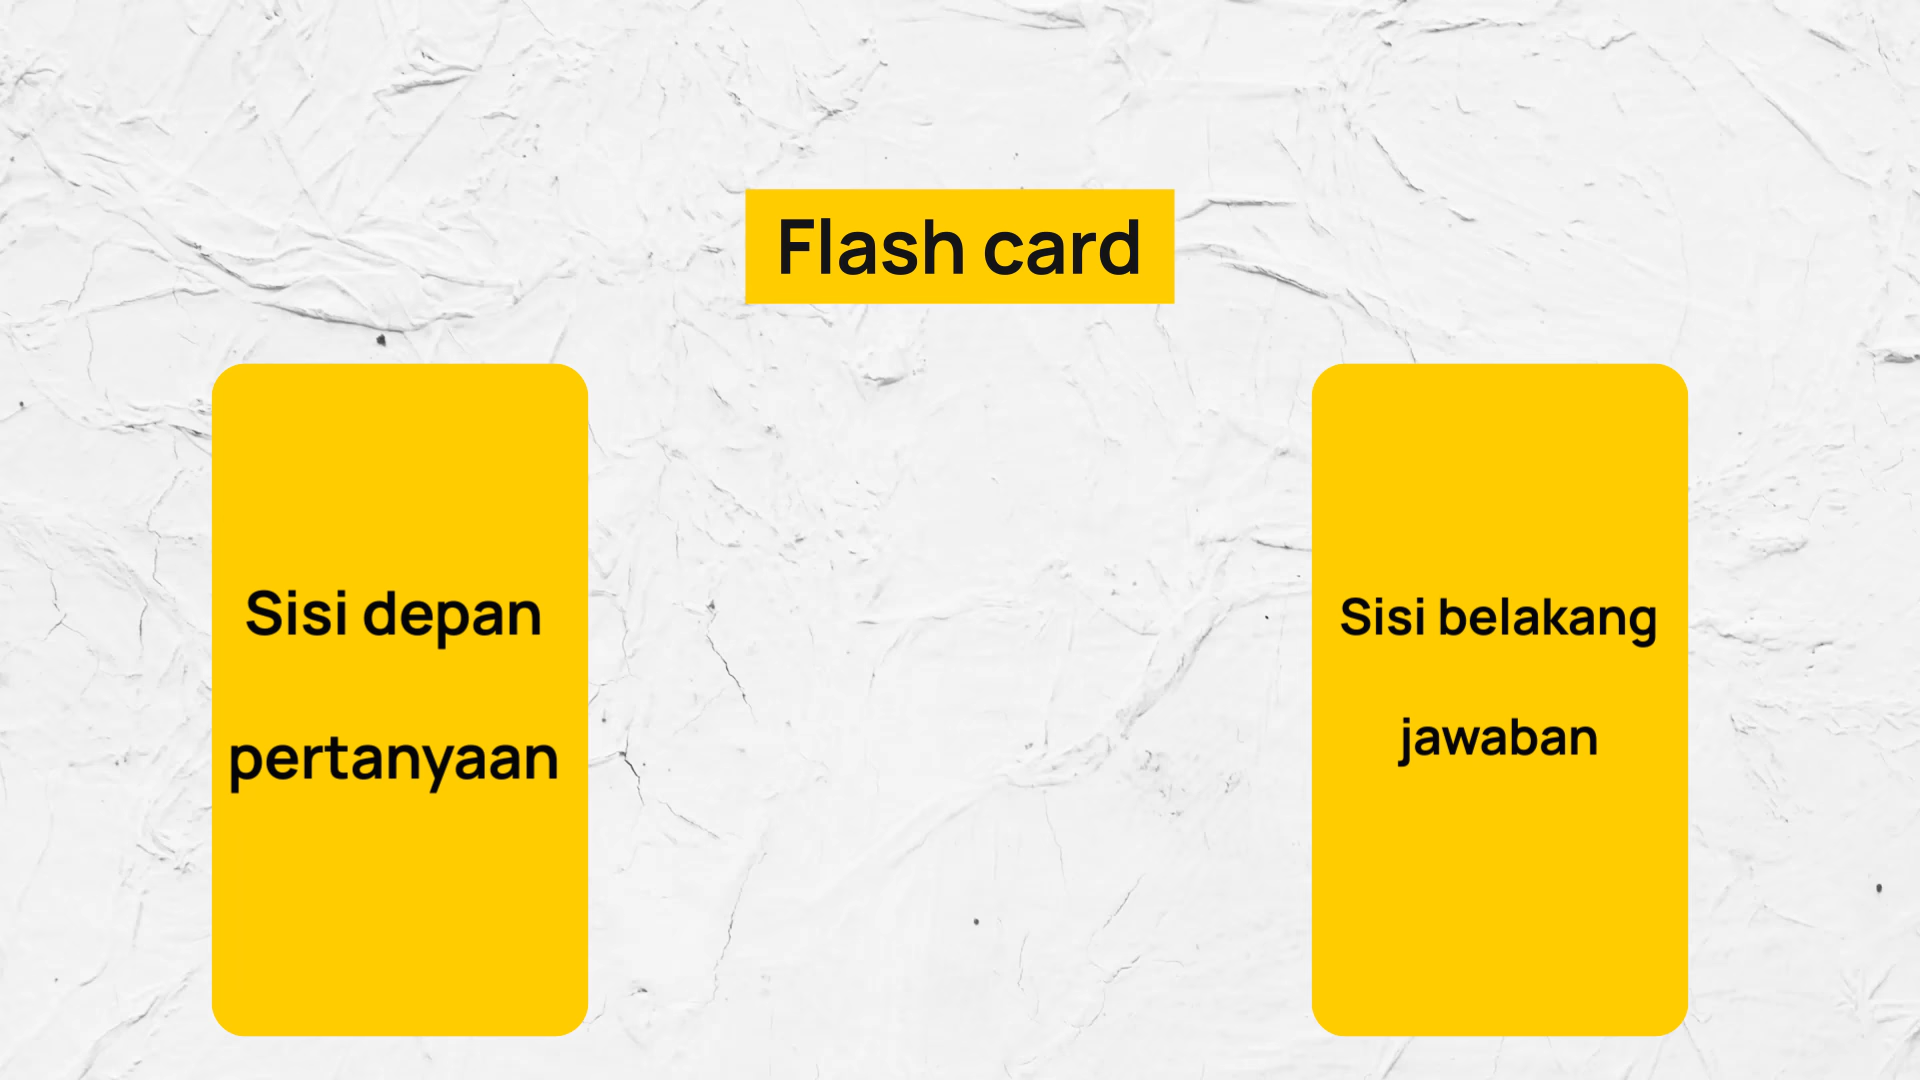 Flash card
Sisi depan
pertanyaan
Sisi belakang
jawaban